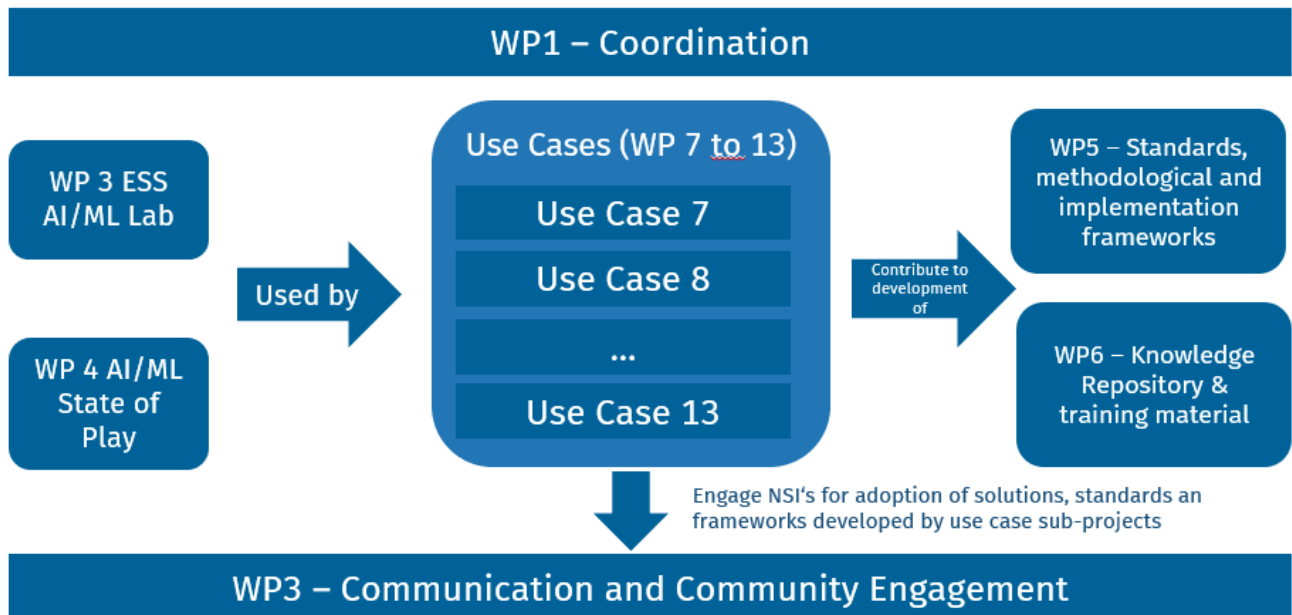 WP1 – Coordination
WP 3 ESS
AI/ML Lab
WP 4 AI/ML
State of
Play
Used by
Use Cases (WP 7 to 13)
Use Case 7
Use Case 8
...
Use Case 13
Contribute to
development
of
WP5 – Standards,
methodological and
implementation
frameworks
WP6 – Knowledge
Repository &
training material
Engage NSI‘s for adoption of solutions, standards an
frameworks developed by use case sub-projects
WP3 – Communication and Community Engagement